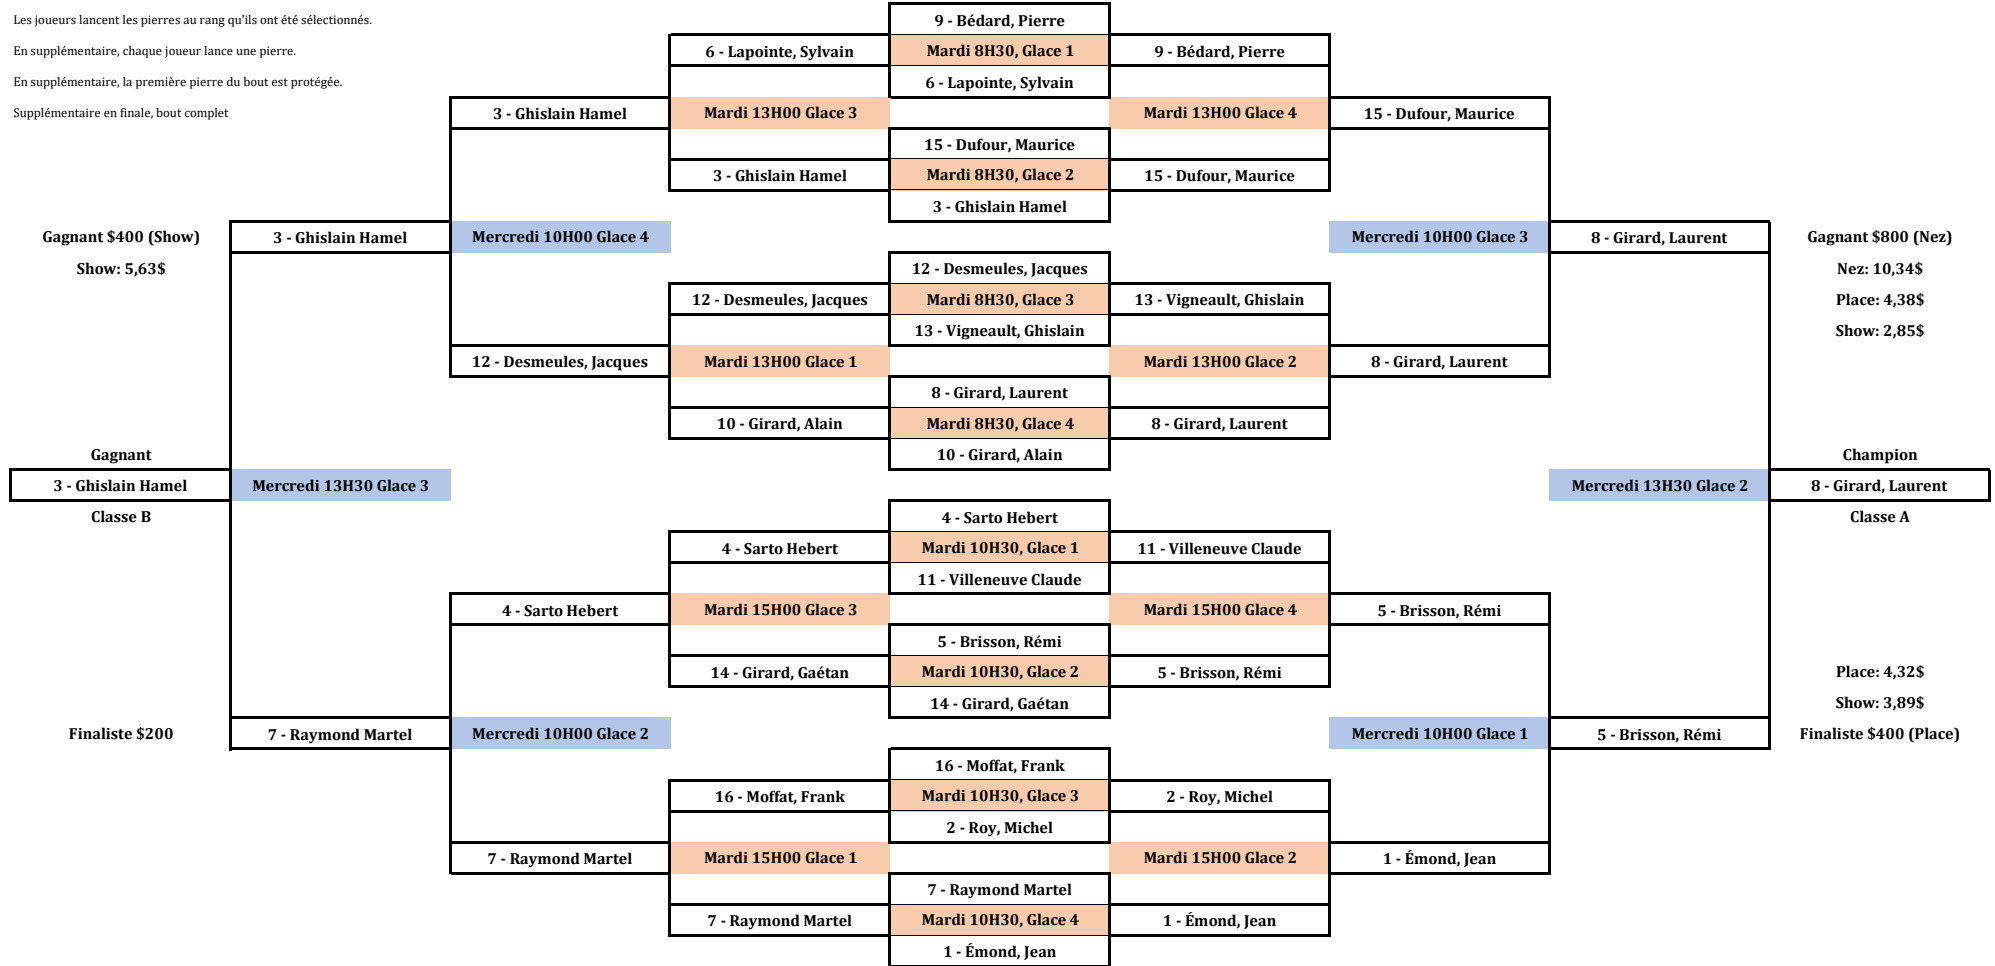 Les joueurs lancent les pierres au rang qu'ils ont été sélectionnés.
En supplémentaire, chaque joueur lance une pierre.
En supplémentaire, la première pierre du bout est protégée.
Supplémentaire en finale, bout complet
9 - Bédard, Pierre
6 - Lapointe, Sylvain
Mardi 8H30, Glace 1
9 - Bédard, Pierre
6 - Lapointe, Sylvain
3 - Ghislain Hamel
Mardi 13H00 Glace 3
Mardi 13H00 Glace 4
15 - Dufour, Maurice
15 - Dufour, Maurice
3 - Ghislain Hamel
Mardi 8H30, Glace 2
15 - Dufour, Maurice
3 - Ghislain Hamel
Gagnant $400 (Show)
3 - Ghislain Hamel
Mercredi 10H00 Glace 4
Mercredi 10H00 Glace 3
8 - Girard, Laurent
Gagnant $800 (Nez)
Show: 5,63$
12 - Desmeules, Jacques
Nez: 10,34$
12 - Desmeules, Jacques
Mardi 8H30, Glace 3
13 - Vigneault, Ghislain
Place: 4,38$
13 - Vigneault, Ghislain
Show: 2,85$
12 - Desmeules, Jacques
Mardi 13H00 Glace 1
Mardi 13H00 Glace 2
8 - Girard, Laurent
8 - Girard, Laurent
10 - Girard, Alain
Mardi 8H30, Glace 4
8 - Girard, Laurent
Gagnant
10 - Girard, Alain
Champion
3 - Ghislain Hamel
Mercredi 13H30 Glace 3
Mercredi 13H30 Glace 2
8 - Girard, Laurent
Classe B
4 - Sarto Hebert
Classe A
4 - Sarto Hebert
Mardi 10H30, Glace 1
11 - Villeneuve Claude
11 - Villeneuve Claude
4 - Sarto Hebert
Mardi 15H00 Glace 3
Mardi 15H00 Glace 4
5 - Brisson, Rémi
5 - Brisson, Rémi
14 - Girard, Gaétan
Mardi 10H30, Glace 2
5 - Brisson, Rémi
Place: 4,32$
14 - Girard, Gaétan
Show: 3,89$
Finaliste $200
7 - Raymond Martel
Mercredi 10H00 Glace 2
Mercredi 10H00 Glace 1
5 - Brisson, Rémi
Finaliste $400 (Place)
16 - Moffat, Frank
16 - Moffat, Frank
Mardi 10H30, Glace 3
2 - Roy, Michel
2 - Roy, Michel
7 - Raymond Martel
Mardi 15H00 Glace 1
Mardi 15H00 Glace 2
1 - Émond, Jean
7 - Raymond Martel
7 - Raymond Martel
Mardi 10H30, Glace 4
1 - Émond, Jean
1 - Émond, Jean